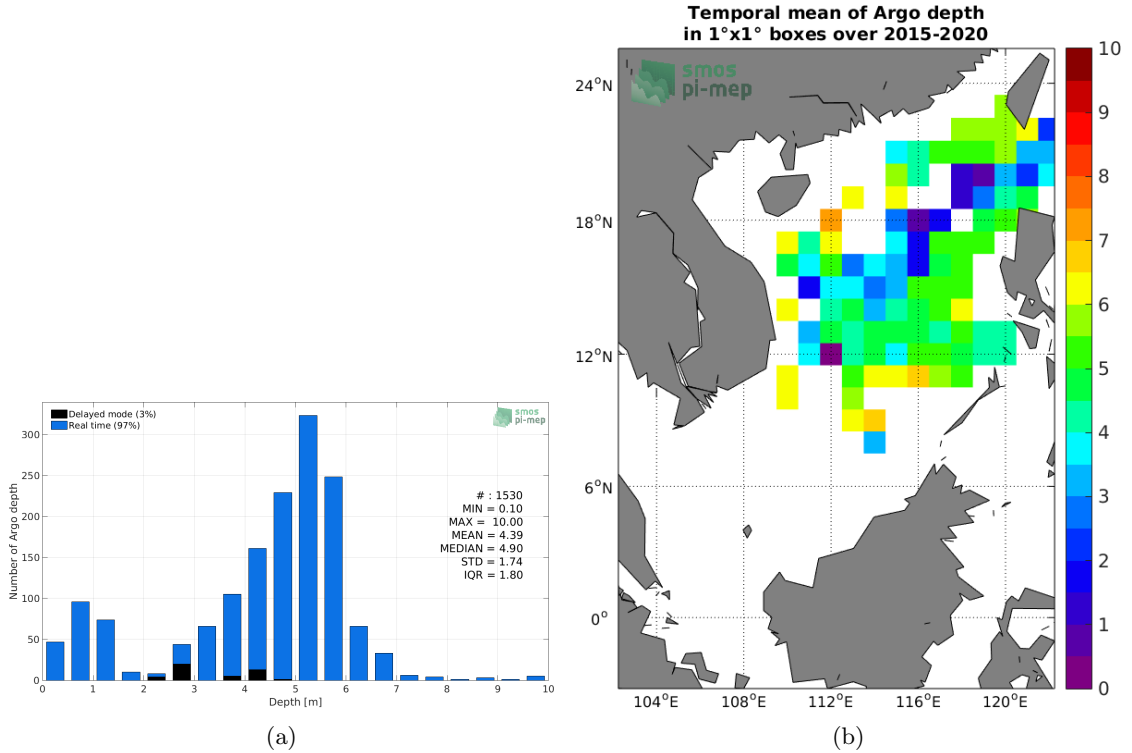 Delayed mode (3%)
Real time (97%)
smos
pi-mep
Number of Argo depth
300
250
200
150
100
50
0
# : 1530
MIN = 0.10
MAX = 10.00
MEAN = 4.39
MEDIAN = 4.90
STD = 1.74
IQR = 1.80
0 1 2 3 4 5 6 7 8 9 10
Depth [m]
(a)
Temporal mean of Argo depth
in 1°x1° boxes over 2015-2020
smos
pi-mep
24°N
18°N
12°N
6°N
0°
104°E 108°E 112°E 116°E 120°E
10
9
8
7
6
5
4
3
2
1
0
(b)